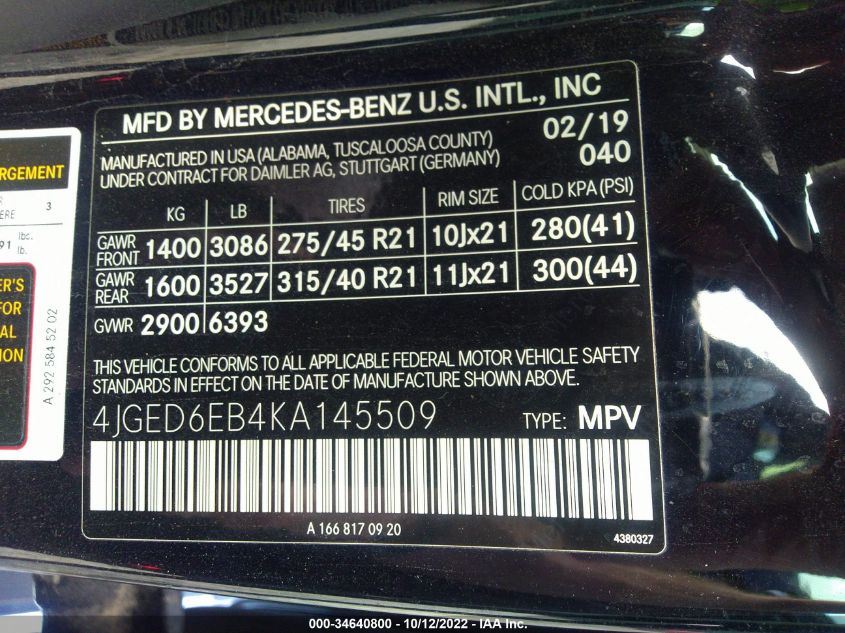 MFD BY MERCEDES-BENZ U.S. INTL., INC
MANUFACTURED IN USA (ALABAMA, TUSCALOOSA COUNTY) 02/19
UNDER CONTRACT FOR DAIMLER AG, STUTTGART (GERMANY) 040
KG LB TIRES RIM SIZE COLD KPA (PSI)
GAWR FRONT 1400 3086 275/45 R21 10Jx21 280(41)
GAWR REAR 1600 3527 315/40 R21 11Jx21 300(44)
GVWR 2900 6393
THIS VEHICLE CONFORMS TO ALL APPLICABLE FEDERAL MOTOR VEHICLE SAFETY
STANDARDS IN EFFECT ON THE DATE OF MANUFACTURE SHOWN ABOVE.
4JGED6EB4KA145509 TYPE: MPV
A 166 817 09 20
4380327
3
91 lbs.
lb.
FOR
A 292 584 52 02
000-34640800 - 10/12/2022 - IAA Inc.